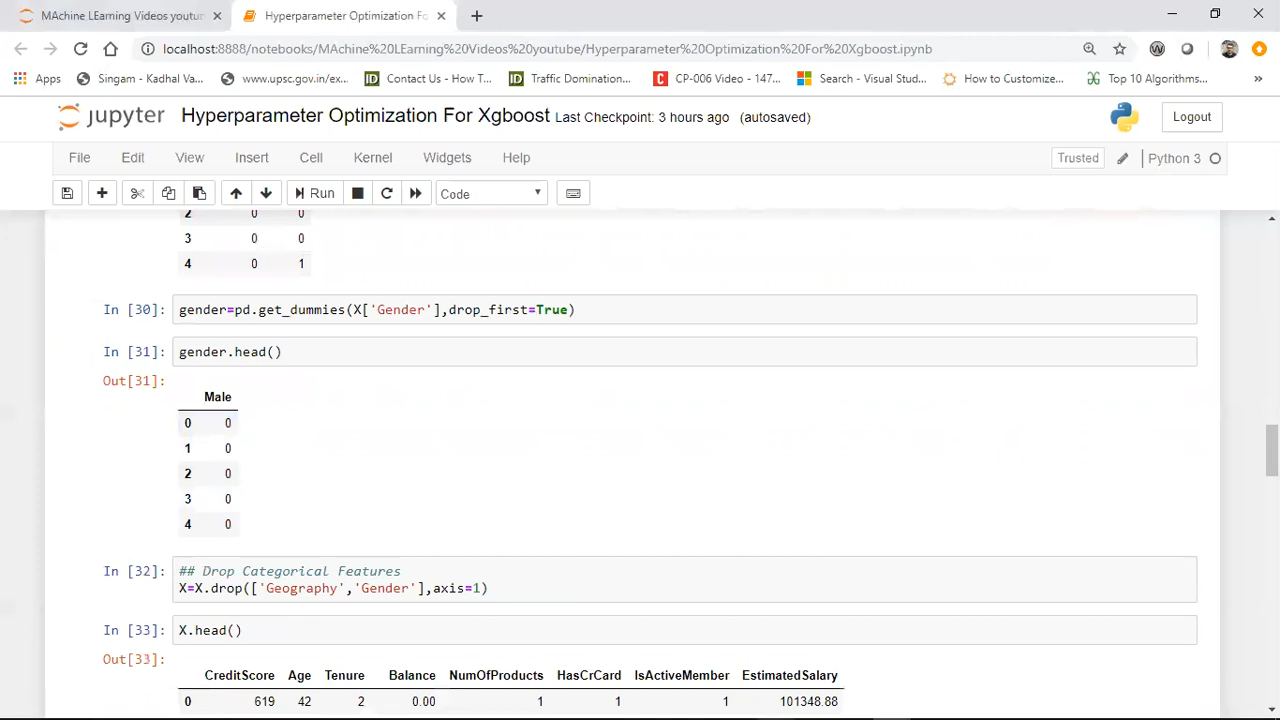 MAchine LEarning Videos youtu
Hyperparameter Optimization Fo
localhost:8888/notebooks/MAchine%20LEarning%20Videos%20youtube/Hyperparameter%20Optimization%20For%20Xgboost.ipynb
Apps Singam - Kadhal Va... www.upsc.gov.in/ex... Contact Us - How T... Traffic Domination... CP-006 Video - 147... Search - Visual Stud... How to Customize... Top 10 Algorithms... »
jupyter Hyperparameter Optimization For Xgboost Last Checkpoint: 3 hours ago (autosaved) Logout
File Edit View Insert Cell Kernel Widgets Help Trusted Python 3
Run Code
2 0 0
3 0 0
4 0 1
In [30]: gender=pd.get_dummies(X['Gender'],drop_first=True)
In [31]: gender.head()
Out[31]:
Male
0 0
1 0
2 0
3 0
4 0
In [32]: ## Drop Categorical Features
X=X.drop(['Geography','Gender'],axis=1)
In [33]: X.head()
Out[33]:
CreditScore Age Tenure Balance NumOfProducts HasCrCard IsActiveMember EstimatedSalary
0 619 42 2 0.00 1 1 1 101348.88